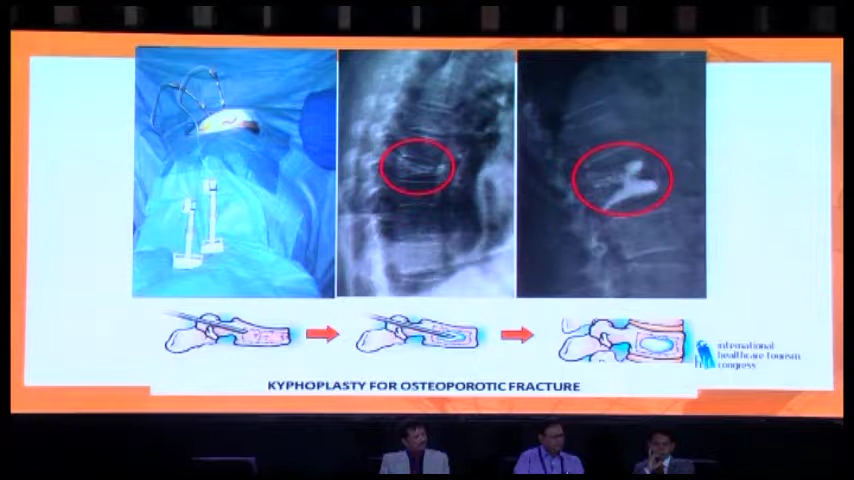 international
healthcare tourism
congress
KYPHOPLASTY FOR OSTEOPOROTIC FRACTURE